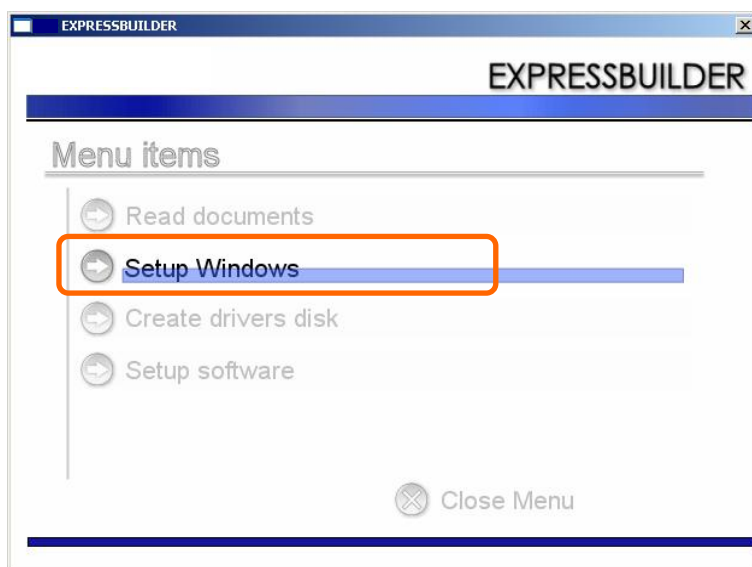 EXPRESSBUILDER
EXPRESSBUILDER
Menu items
Read documents
Setup Windows
Create drivers disk
Setup software
Close Menu